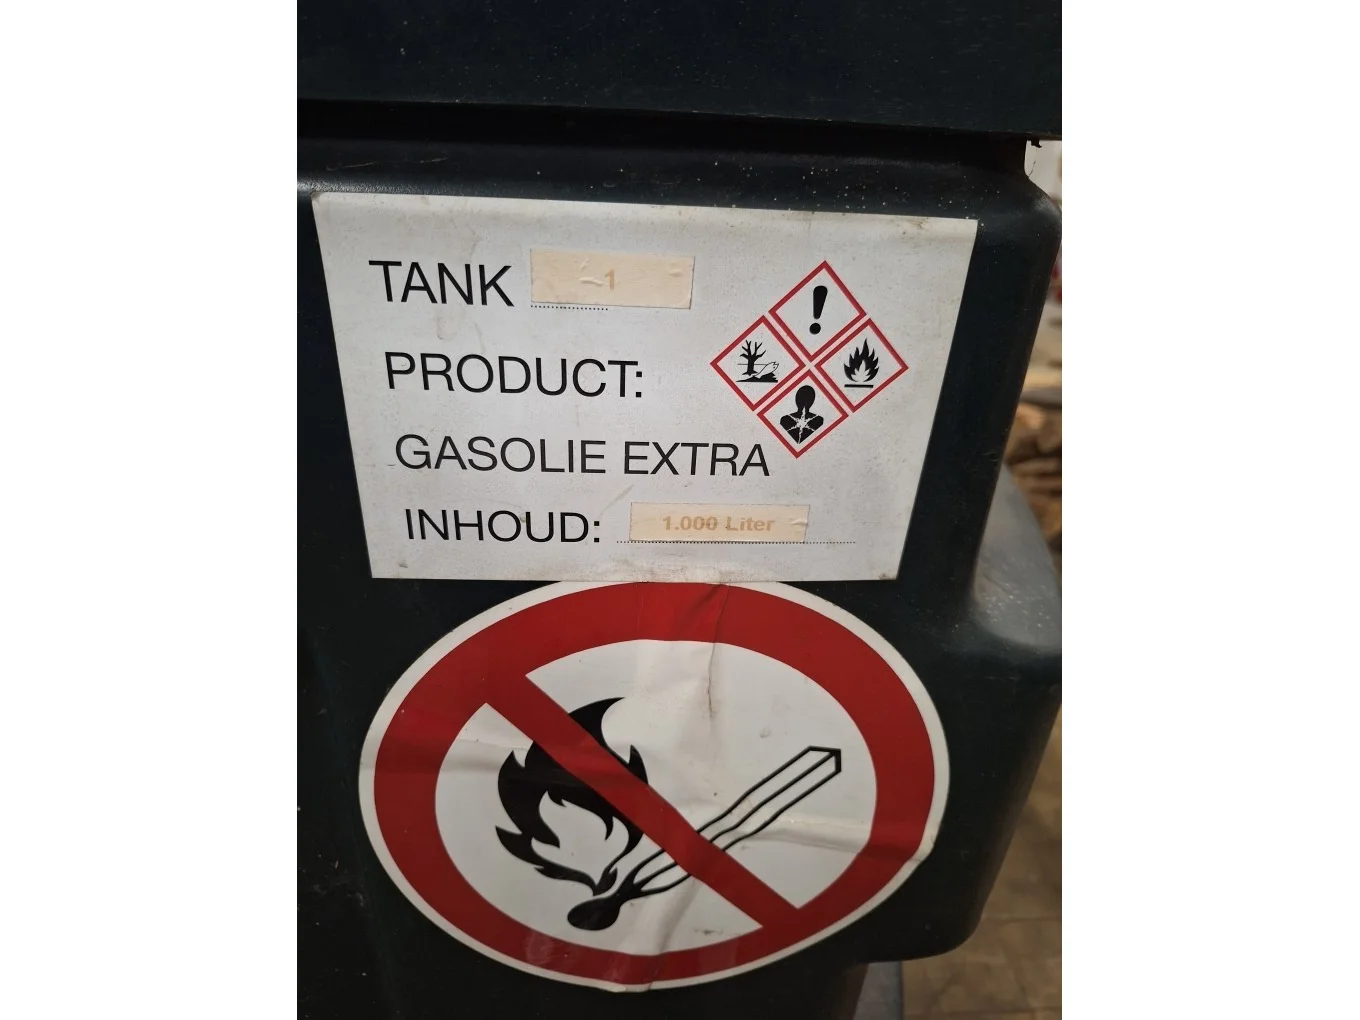 TANK 1
PRODUCT:
GASOLIE EXTRA
INHOUD: 1.000 Liter